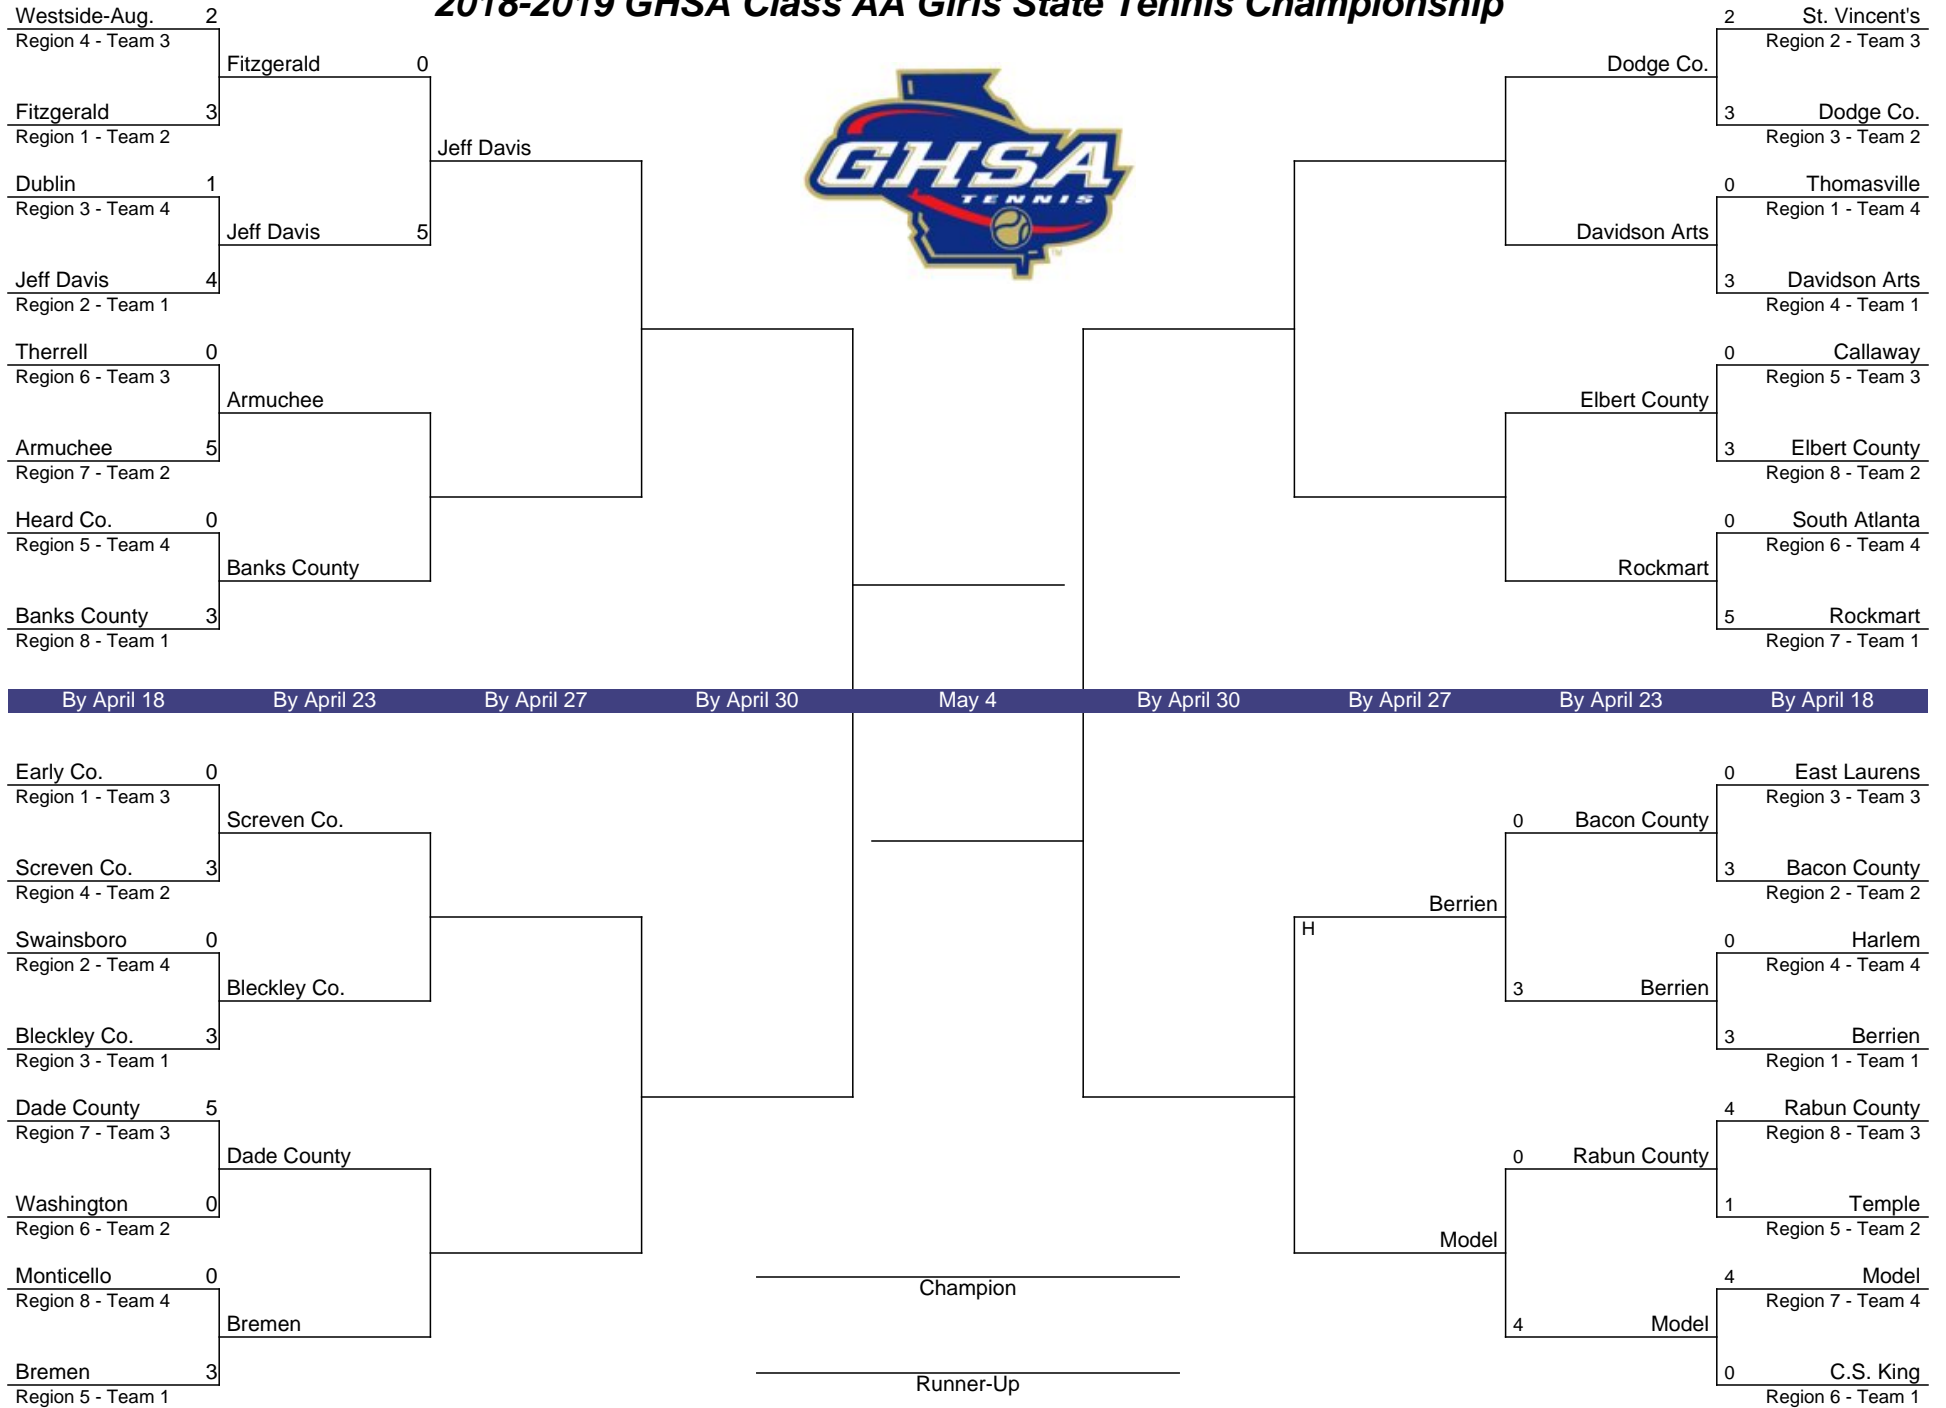 2018-2019 GHSA Class AA Girls State Tennis Championship
Westside-Aug. 2
Region 4 - Team 3
Fitzgerald 0
Fitzgerald 3
Region 1 - Team 2
Jeff Davis
Dublin 1
Region 3 - Team 4
Jeff Davis 5
Jeff Davis 4
Region 2 - Team 1
Therrell 0
Region 6 - Team 3
Armuchee
Armuchee 5
Region 7 - Team 2
Heard Co. 0
Region 5 - Team 4
Banks County
Banks County 3
Region 8 - Team 1
GHSA
TENNIS
TM
2 St. Vincent's
Region 2 - Team 3
Dodge Co.
3 Dodge Co.
Region 3 - Team 2
0 Thomasville
Region 1 - Team 4
Davidson Arts
3 Davidson Arts
Region 4 - Team 1
0 Callaway
Region 5 - Team 3
Elbert County
3 Elbert County
Region 8 - Team 2
0 South Atlanta
Region 6 - Team 4
Rockmart
5 Rockmart
Region 7 - Team 1
By April 18 By April 23 By April 27 By April 30 May 4 By April 30 By April 27 By April 23 By April 18
Early Co. 0
Region 1 - Team 3
Screven Co.
Screven Co. 3
Region 4 - Team 2
Swainsboro 0
Region 2 - Team 4
Bleckley Co.
Bleckley Co. 3
Region 3 - Team 1
Dade County 5
Region 7 - Team 3
Dade County
Washington 0
Region 6 - Team 2
Monticello 0
Region 8 - Team 4
Bremen
Bremen 3
Region 5 - Team 1
Champion
Runner-Up
0 East Laurens
Region 3 - Team 3
0 Bacon County
3 Bacon County
Region 2 - Team 2
Berrien
H
0 Harlem
Region 4 - Team 4
3 Berrien
3 Berrien
Region 1 - Team 1
4 Rabun County
Region 8 - Team 3
0 Rabun County
1 Temple
Region 5 - Team 2
Model
4 Model
Region 7 - Team 4
4 Model
0 C.S. King
Region 6 - Team 1